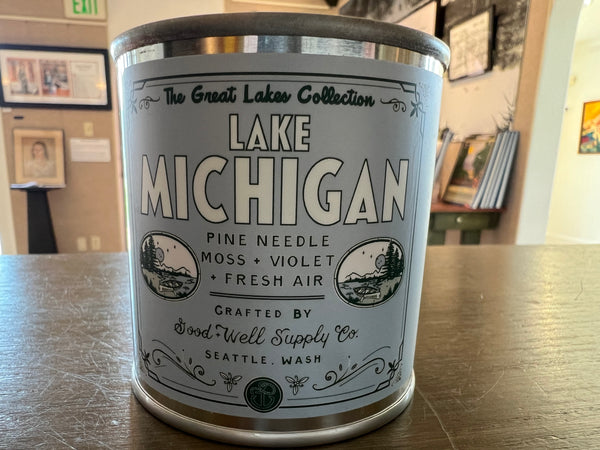 EXIT
The Great Lakes Collection
LAKE
MICHIGAN
PINE NEEDLE
MOSS + VIOLET
+ FRESH AIR
CRAFTED BY
Good & Well Supply Co.
SEATTLE, WASH